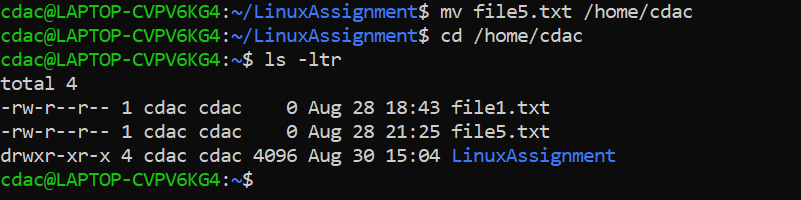 cdac@LAPTOP-CVPV6KG4:~/LinuxAssignment$ mv file5.txt /home/cdac
cdac@LAPTOP-CVPV6KG4:~/LinuxAssignment$ cd /home/cdac
cdac@LAPTOP-CVPV6KG4:~$ ls -ltr
total 4
-rw-r--r-- 1 cdac cdac    0 Aug 28 18:43 file1.txt
-rw-r--r-- 1 cdac cdac    0 Aug 28 21:25 file5.txt
drwxr-xr-x 4 cdac cdac 4096 Aug 30 15:04 LinuxAssignment
cdac@LAPTOP-CVPV6KG4:~$